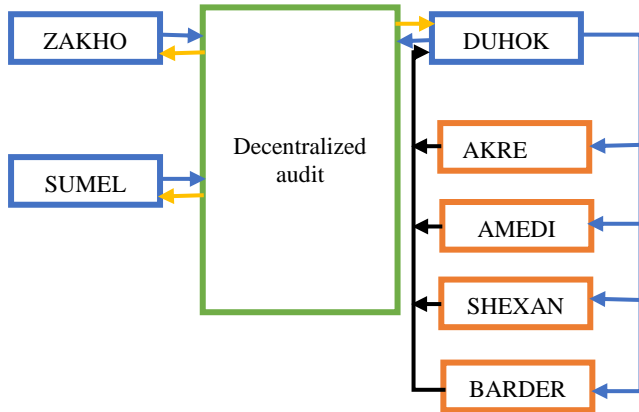 ZAKHO
DUHOK
Decentralized
audit
AKRE
SUMEL
AMEDI
SHEXAN
BARDER